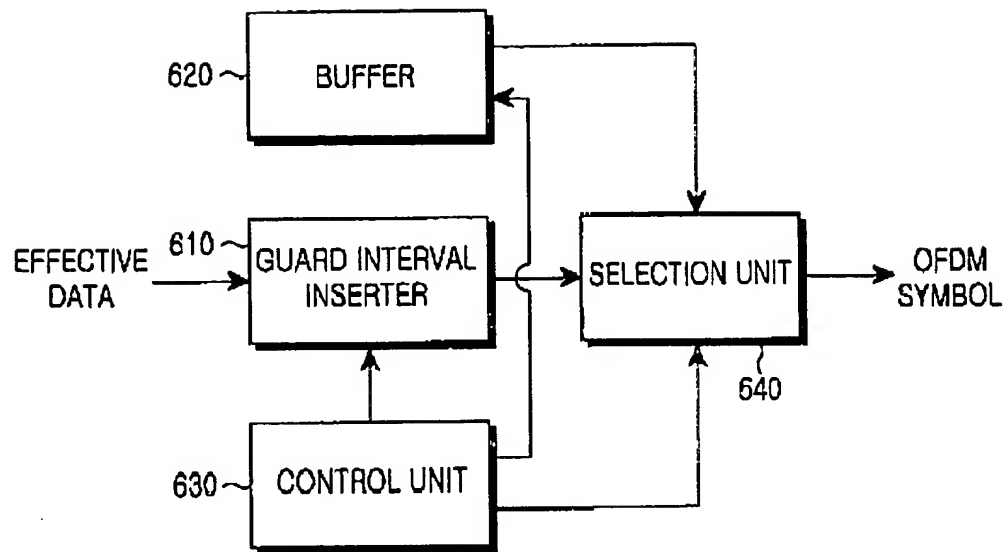 620
BUFFER
EFFECTIVE
DATA
610
GUARD INTERVAL
INSERTER
SELECTION UNIT
640
OFDM
SYMBOL
630
CONTROL UNIT